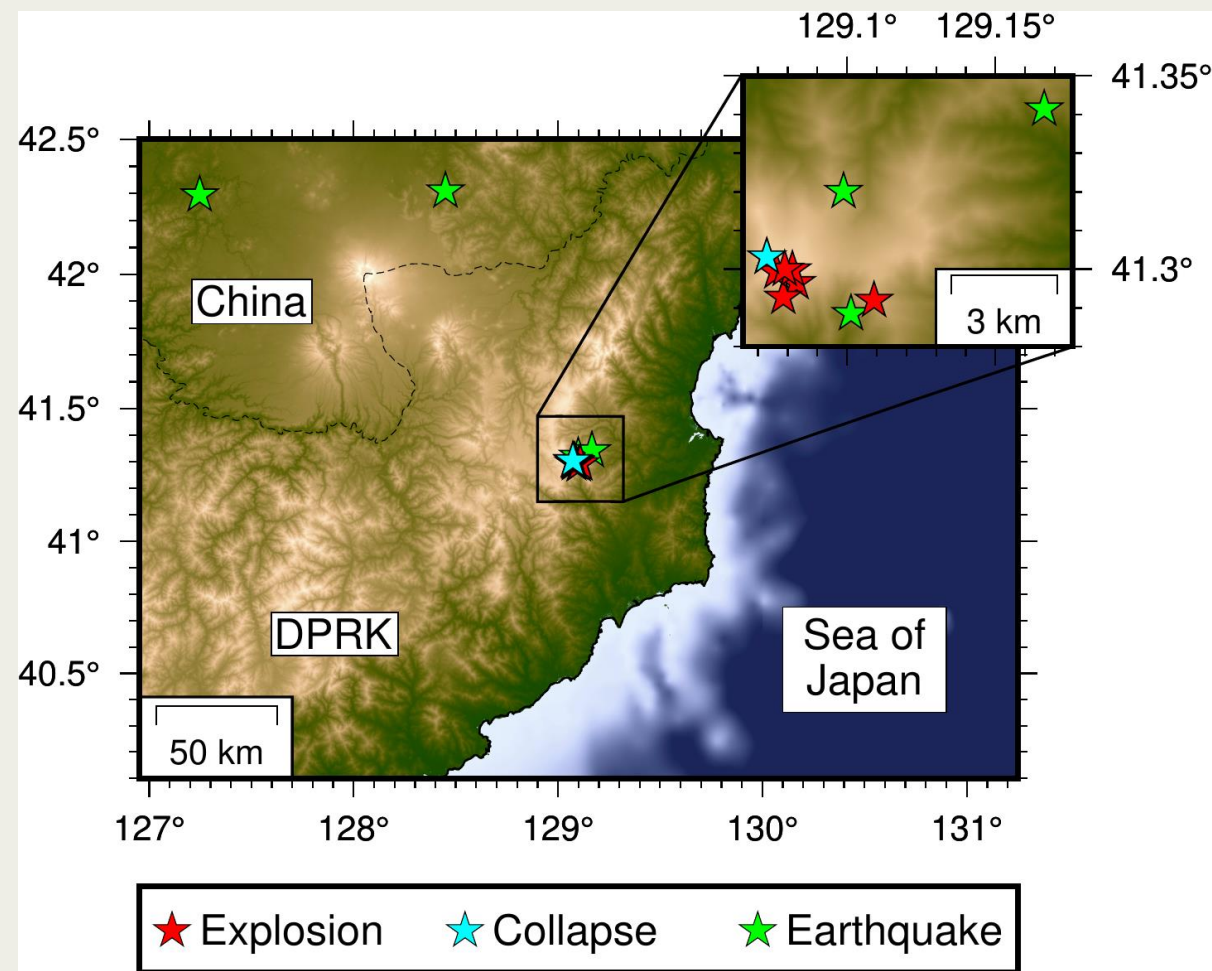 129.1° 129.15°
41.35°
42.5°
42°
China
41.3°
3 km
41.5°
41°
DPRK
Sea of
Japan
40.5°
50 km
127° 128° 129° 130° 131°
Explosion Collapse Earthquake